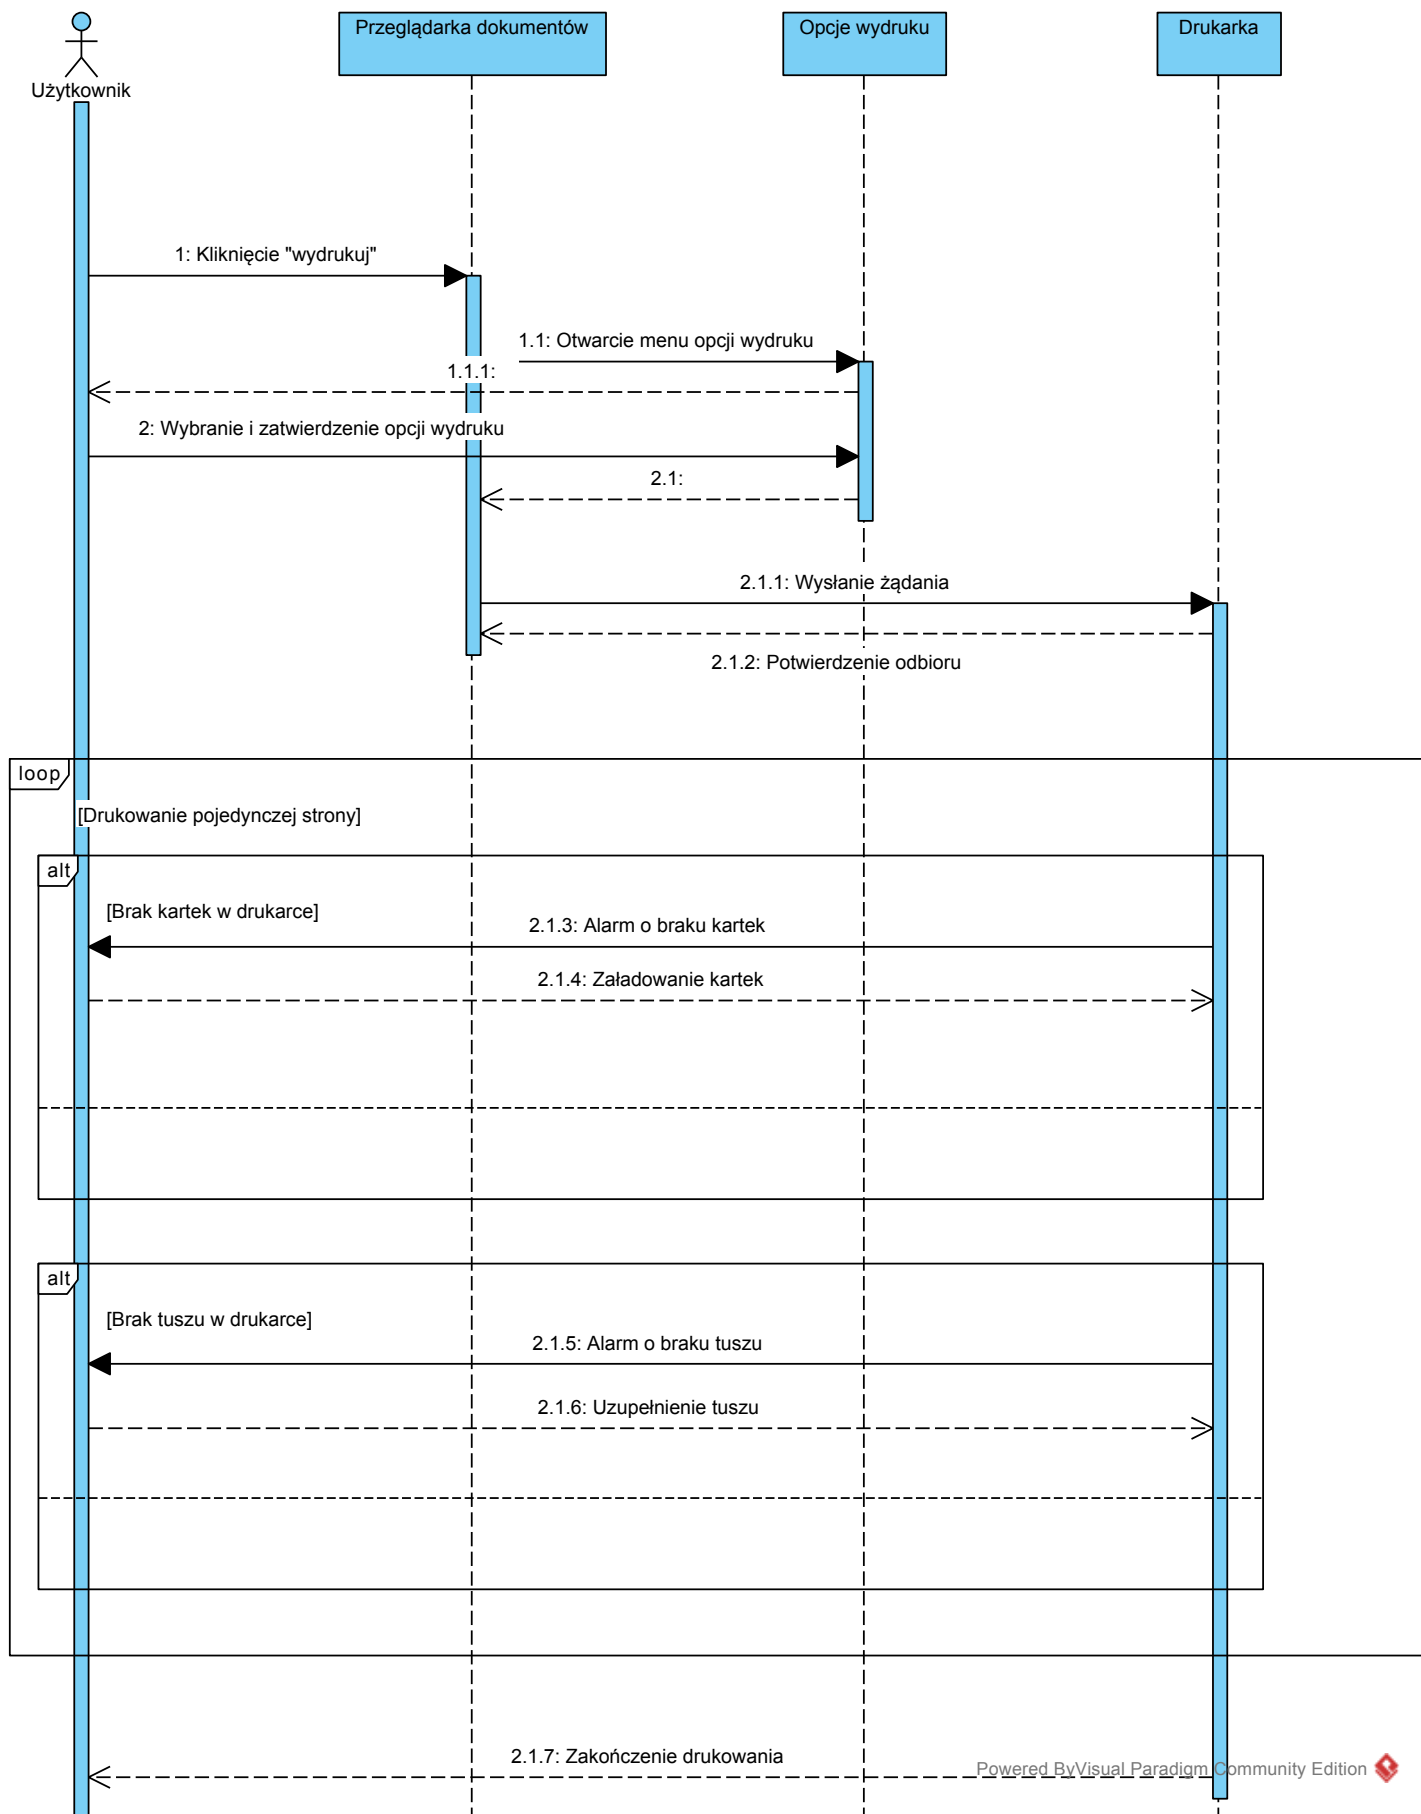 Użytkownik
Przeglądarka dokumentów
Opcje wydruku
Drukarka
1: Kliknięcie "wydrukuj"
1.1: Otwarcie menu opcji wydruku
1.1.1:
2: Wybranie i zatwierdzenie opcji wydruku
2.1:
2.1.1: Wysłanie żądania
2.1.2: Potwierdzenie odbioru
loop
[Drukowanie pojedynczej strony]
alt
[Brak kartek w drukarce]
2.1.3: Alarm o braku kartek
2.1.4: Załadowanie kartek
alt
[Brak tuszu w drukarce]
2.1.5: Alarm o braku tuszu
2.1.6: Uzupełnienie tuszu
2.1.7: Zakończenie drukowania
Powered ByVisual Paradigm Community Edition